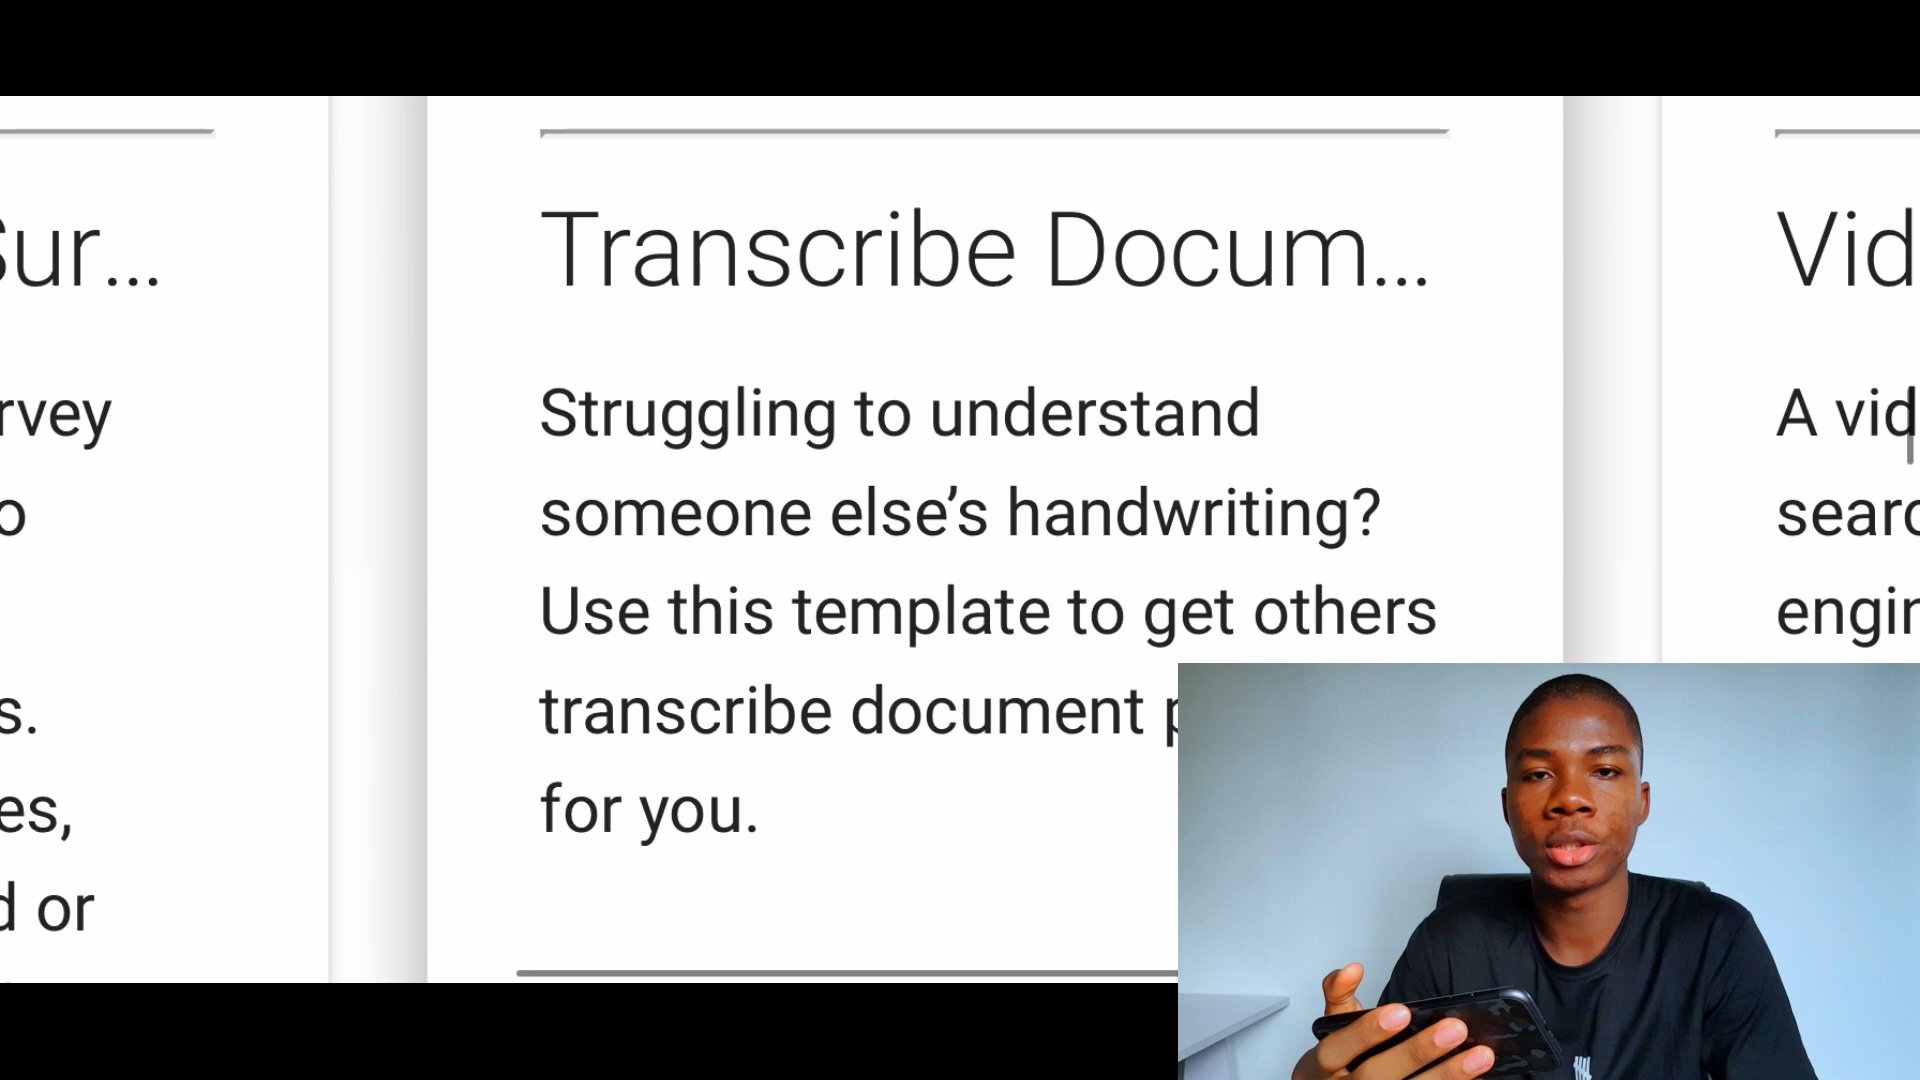 Sur...
rvey
o
s.
es,
d or
Transcribe Docum...
Struggling to understand
someone else’s handwriting?
Use this template to get others
transcribe document p
for you.
Vid
A vid
searc
engin